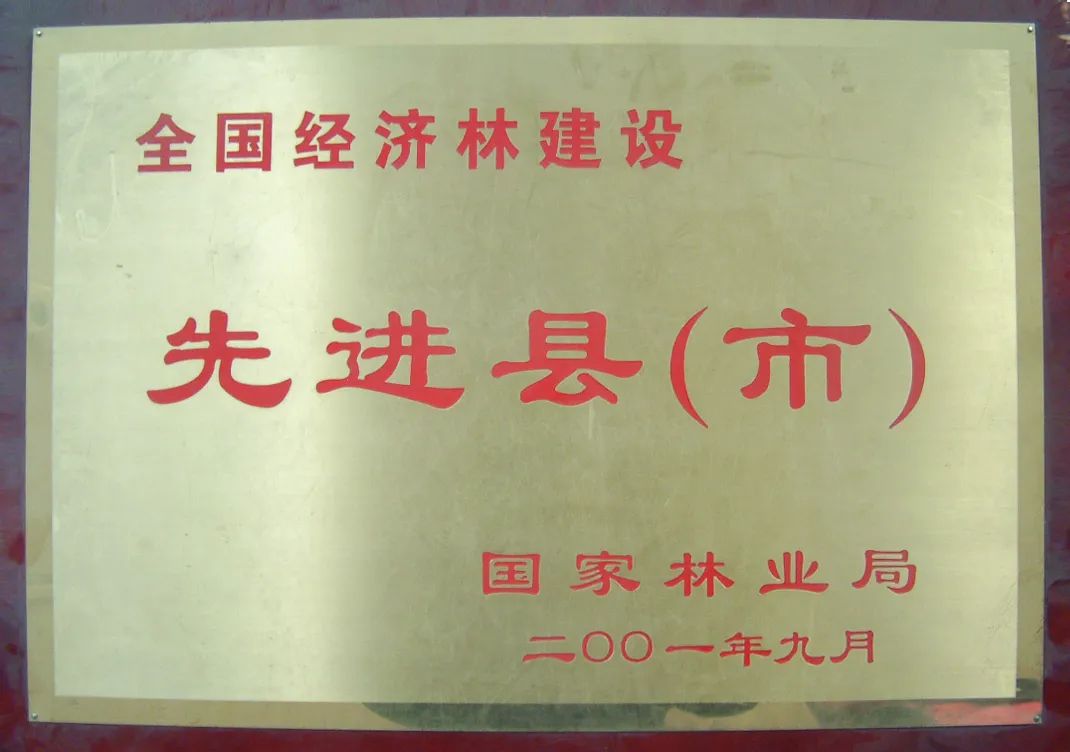 全国经济林建设
先进县(市)
国家林业局
二〇〇一年九月